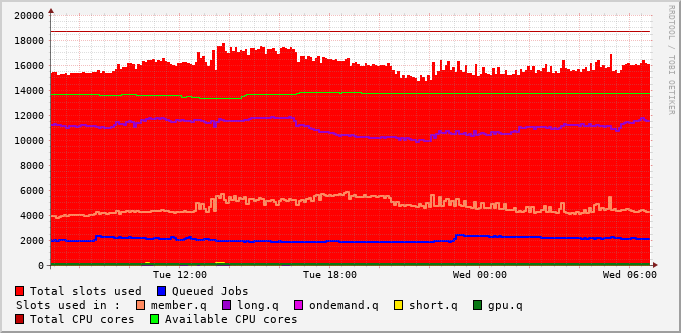 20000
18000
16000
14000
12000
10000
8000
6000
4000
2000
0
Tue 12:00 Tue 18:00 Wed 00:00 Wed 06:00
Total slots used Queued Jobs
Slots used in : member.q long.q ondemand.q short.q gpu.q
Total CPU cores Available CPU cores
RRDTOOL / TOBI OETIKER